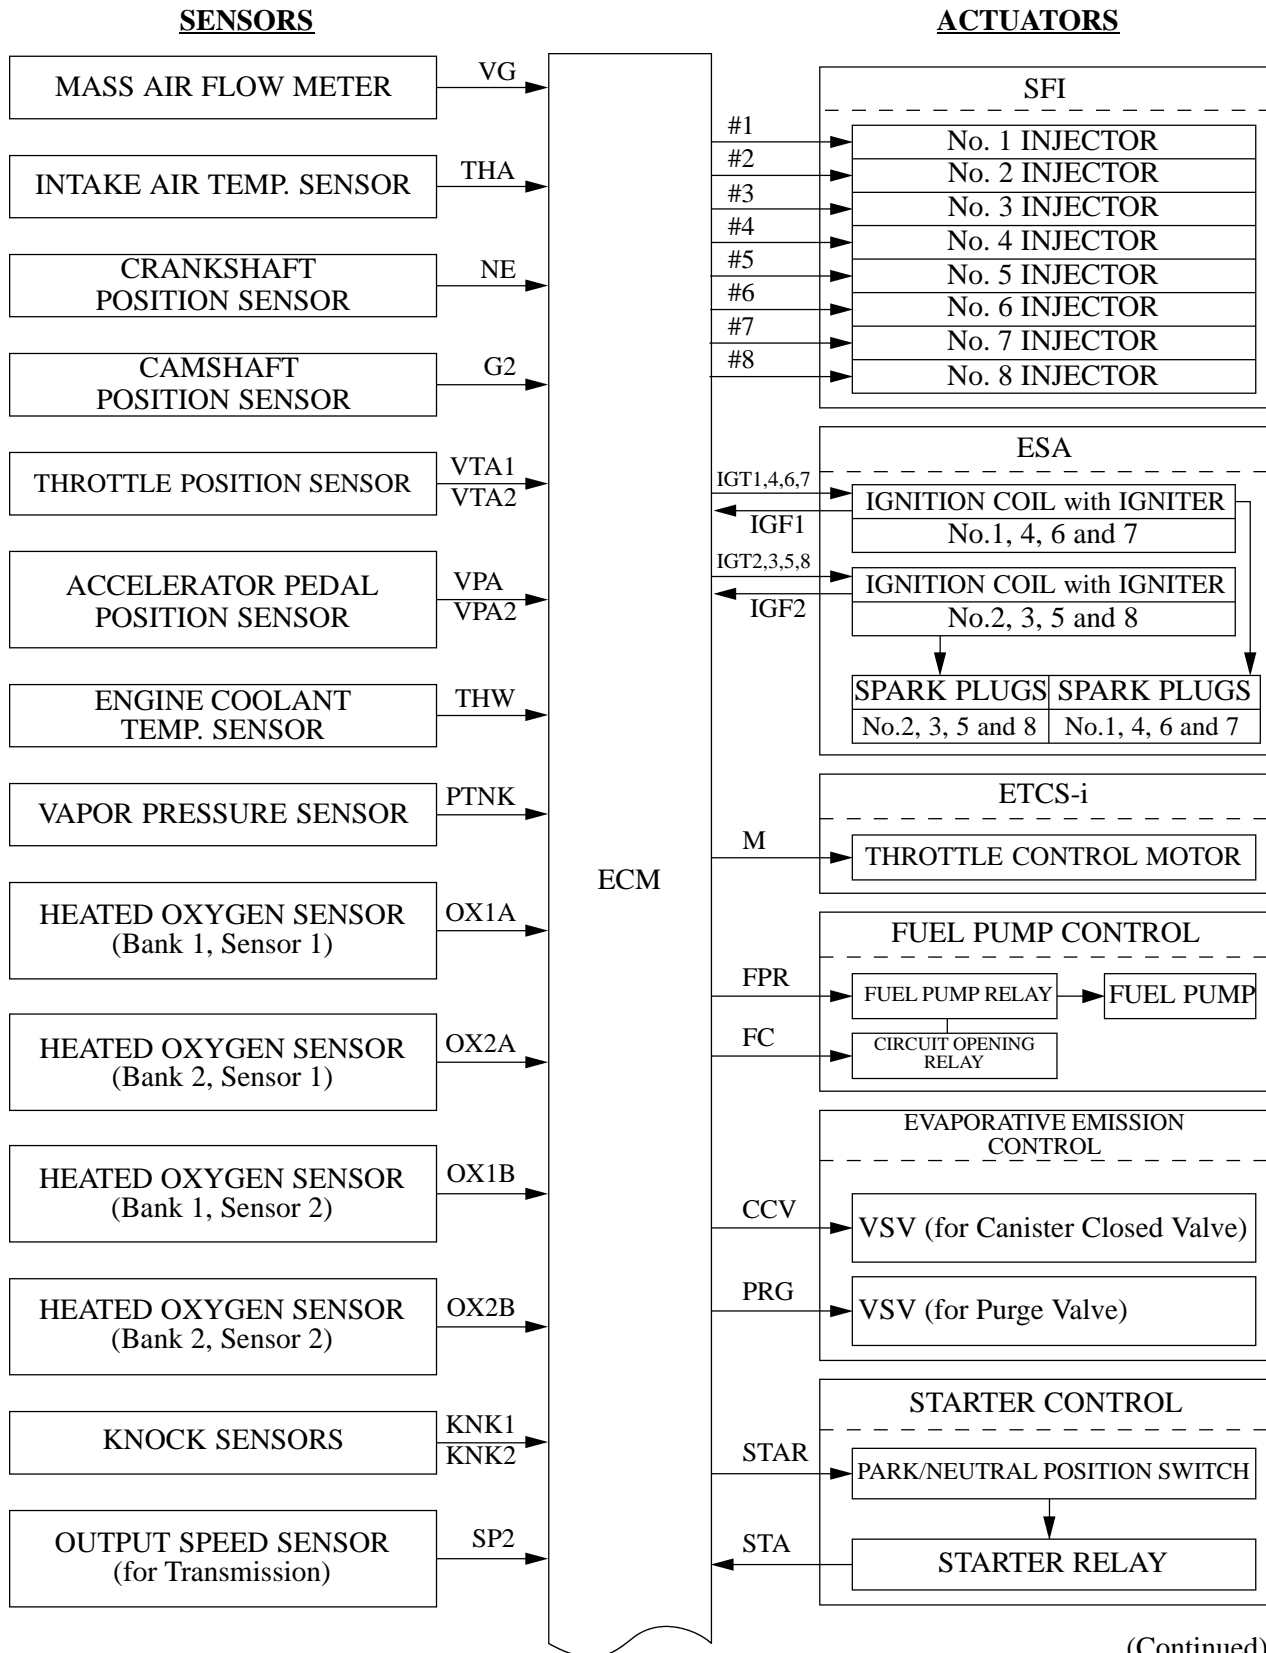 SENSORS
MASS AIR FLOW METER
VG
INTAKE AIR TEMP. SENSOR
THA
CRANKSHAFT
POSITION SENSOR
NE
CAMSHAFT
POSITION SENSOR
G2
THROTTLE POSITION SENSOR
VTA1
VTA2
ACCELERATOR PEDAL
POSITION SENSOR
VPA
VPA2
ENGINE COOLANT
TEMP. SENSOR
THW
VAPOR PRESSURE SENSOR
PTNK
HEATED OXYGEN SENSOR
(Bank 1, Sensor 1)
OX1A
HEATED OXYGEN SENSOR
(Bank 2, Sensor 1)
OX2A
HEATED OXYGEN SENSOR
(Bank 1, Sensor 2)
OX1B
HEATED OXYGEN SENSOR
(Bank 2, Sensor 2)
OX2B
KNOCK SENSORS
KNK1
KNK2
OUTPUT SPEED SENSOR
(for Transmission)
SP2
ECM
ACTUATORS
SFI
#1
No. 1 INJECTOR
#2
No. 2 INJECTOR
#3
No. 3 INJECTOR
#4
No. 4 INJECTOR
#5
No. 5 INJECTOR
#6
No. 6 INJECTOR
#7
No. 7 INJECTOR
#8
No. 8 INJECTOR
ESA
IGT1,4,6,7
IGF1
IGNITION COIL with IGNITER
No.1, 4, 6 and 7
IGT2,3,5,8
IGF2
IGNITION COIL with IGNITER
No.2, 3, 5 and 8
SPARK PLUGS
No.2, 3, 5 and 8
SPARK PLUGS
No.1, 4, 6 and 7
ETCS-i
M
THROTTLE CONTROL MOTOR
FUEL PUMP CONTROL
FPR
FUEL PUMP RELAY
FUEL PUMP
FC
CIRCUIT OPENING
RELAY
EVAPORATIVE EMISSION
CONTROL
CCV
VSV (for Canister Closed Valve)
PRG
VSV (for Purge Valve)
STARTER CONTROL
STAR
PARK/NEUTRAL POSITION SWITCH
STA
STARTER RELAY
(Continued)